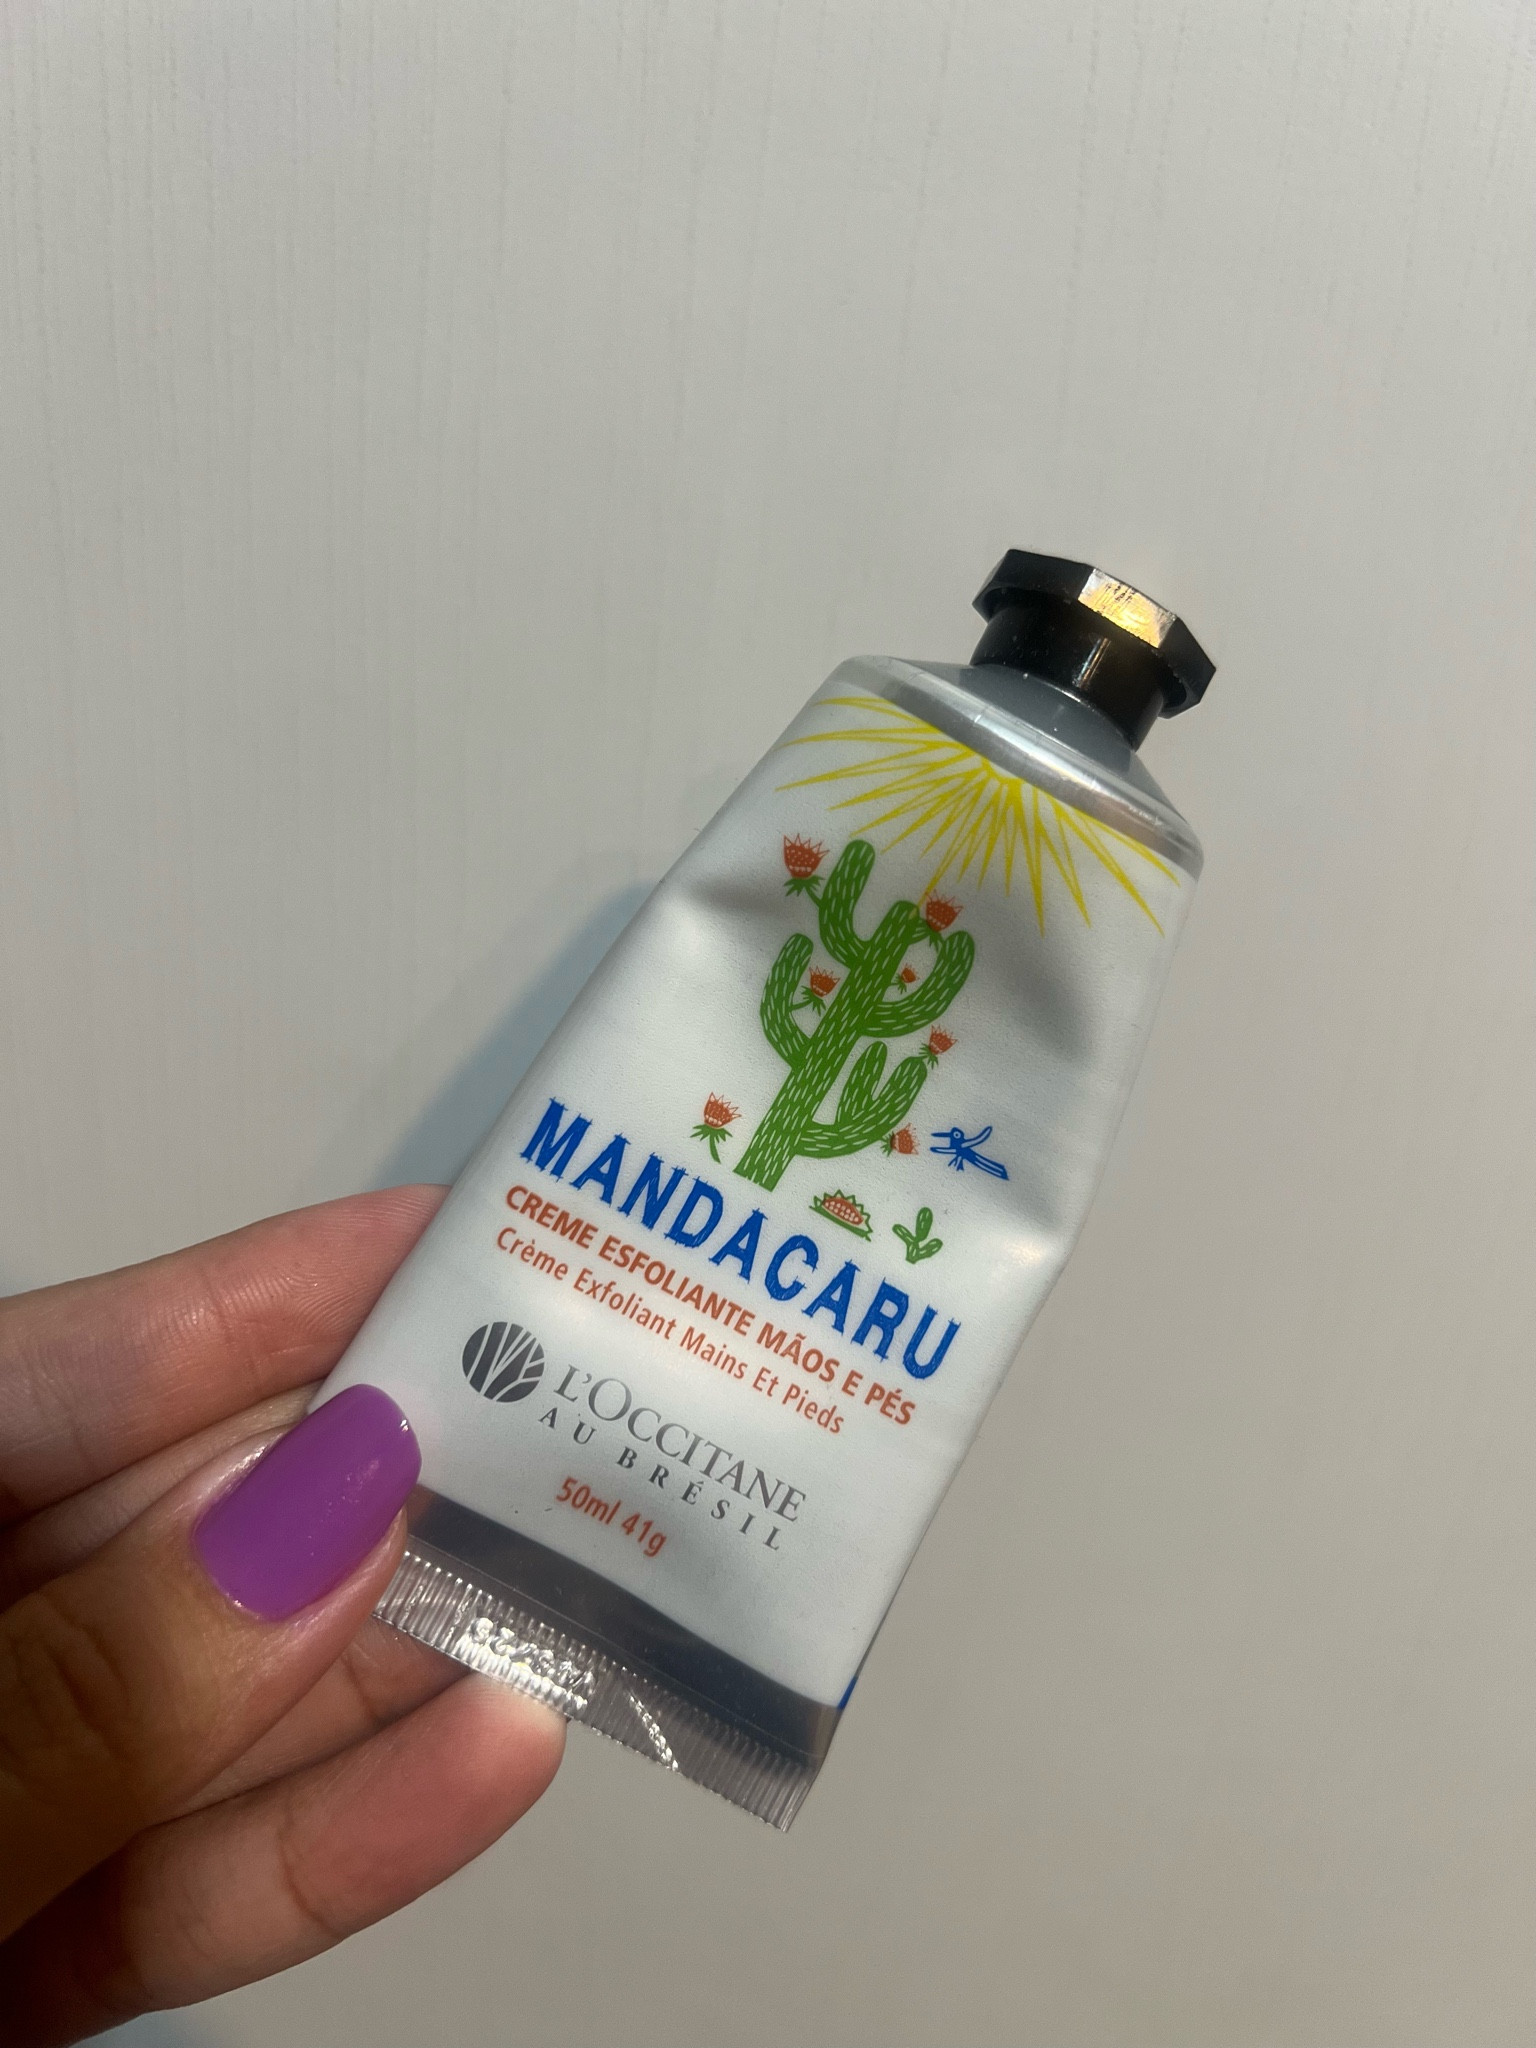 MANDACARU
CREME ESFOLIANTE MÃOS E PÉS
Crème Exfoliant Mains Et Pieds
L'OCCITANE
AU BRÉSIL
50ml 41g